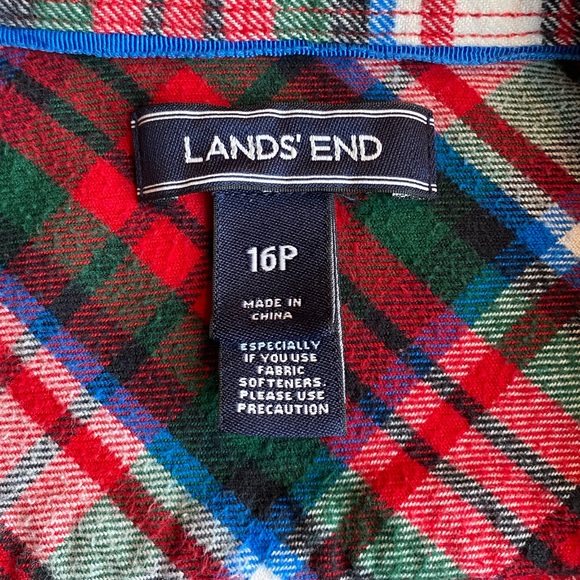 LANDS' END
16P
MADE IN
CHINA
ESPECIALLY
IF YOU USE
FABRIC
SOFTENERS.
PLEASE USE
PRECAUTION